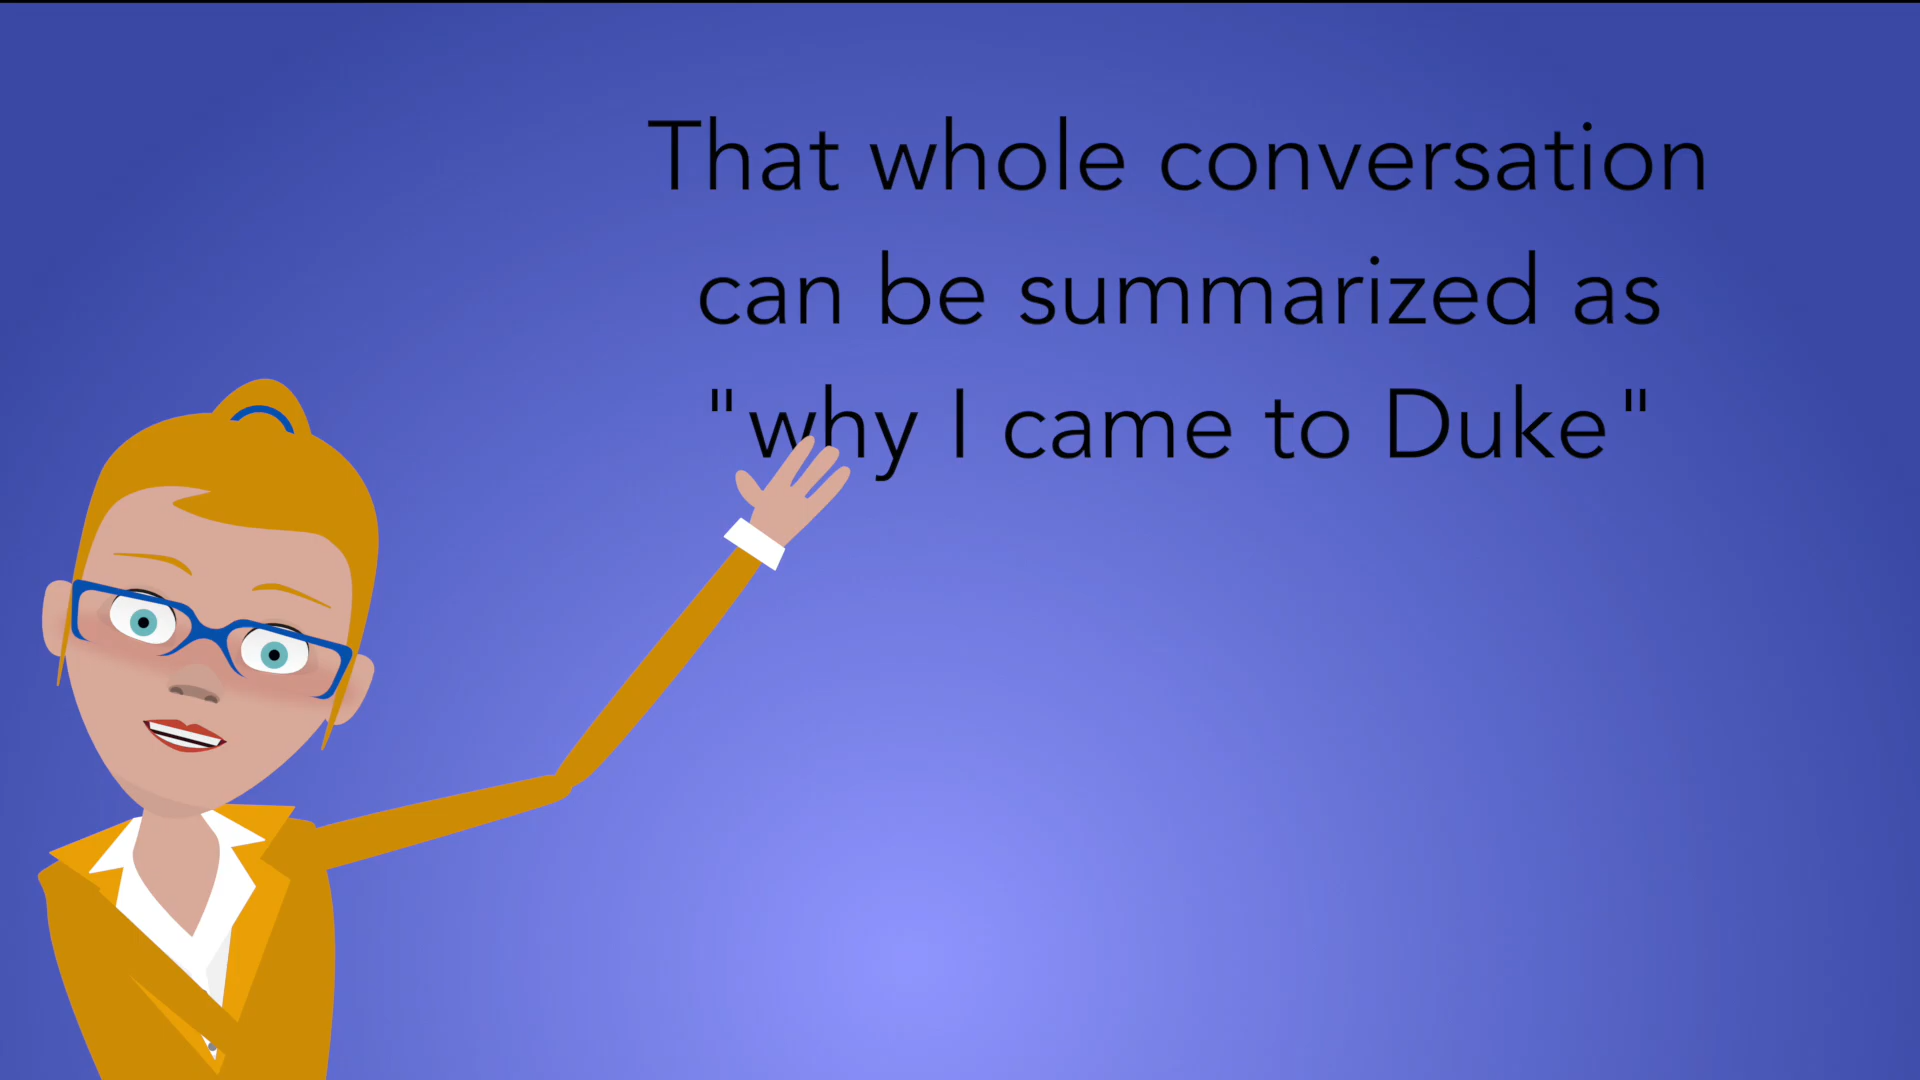 That whole conversation
can be summarized as
"why I came to Duke"